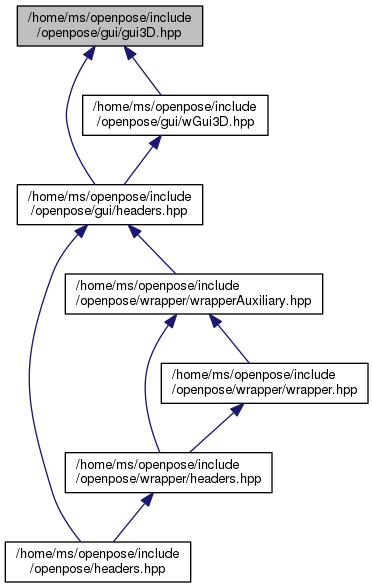 /home/ms/openpose/include
/openpose/gui/gui3D.hpp
/home/ms/openpose/include
/openpose/gui/wGui3D.hpp
/home/ms/openpose/include
/openpose/gui/headers.hpp
/home/ms/openpose/include
/openpose/wrapper/wrapperAuxiliary.hpp
/home/ms/openpose/include
/openpose/wrapper/wrapper.hpp
/home/ms/openpose/include
/openpose/wrapper/headers.hpp
/home/ms/openpose/include
/openpose/headers.hpp